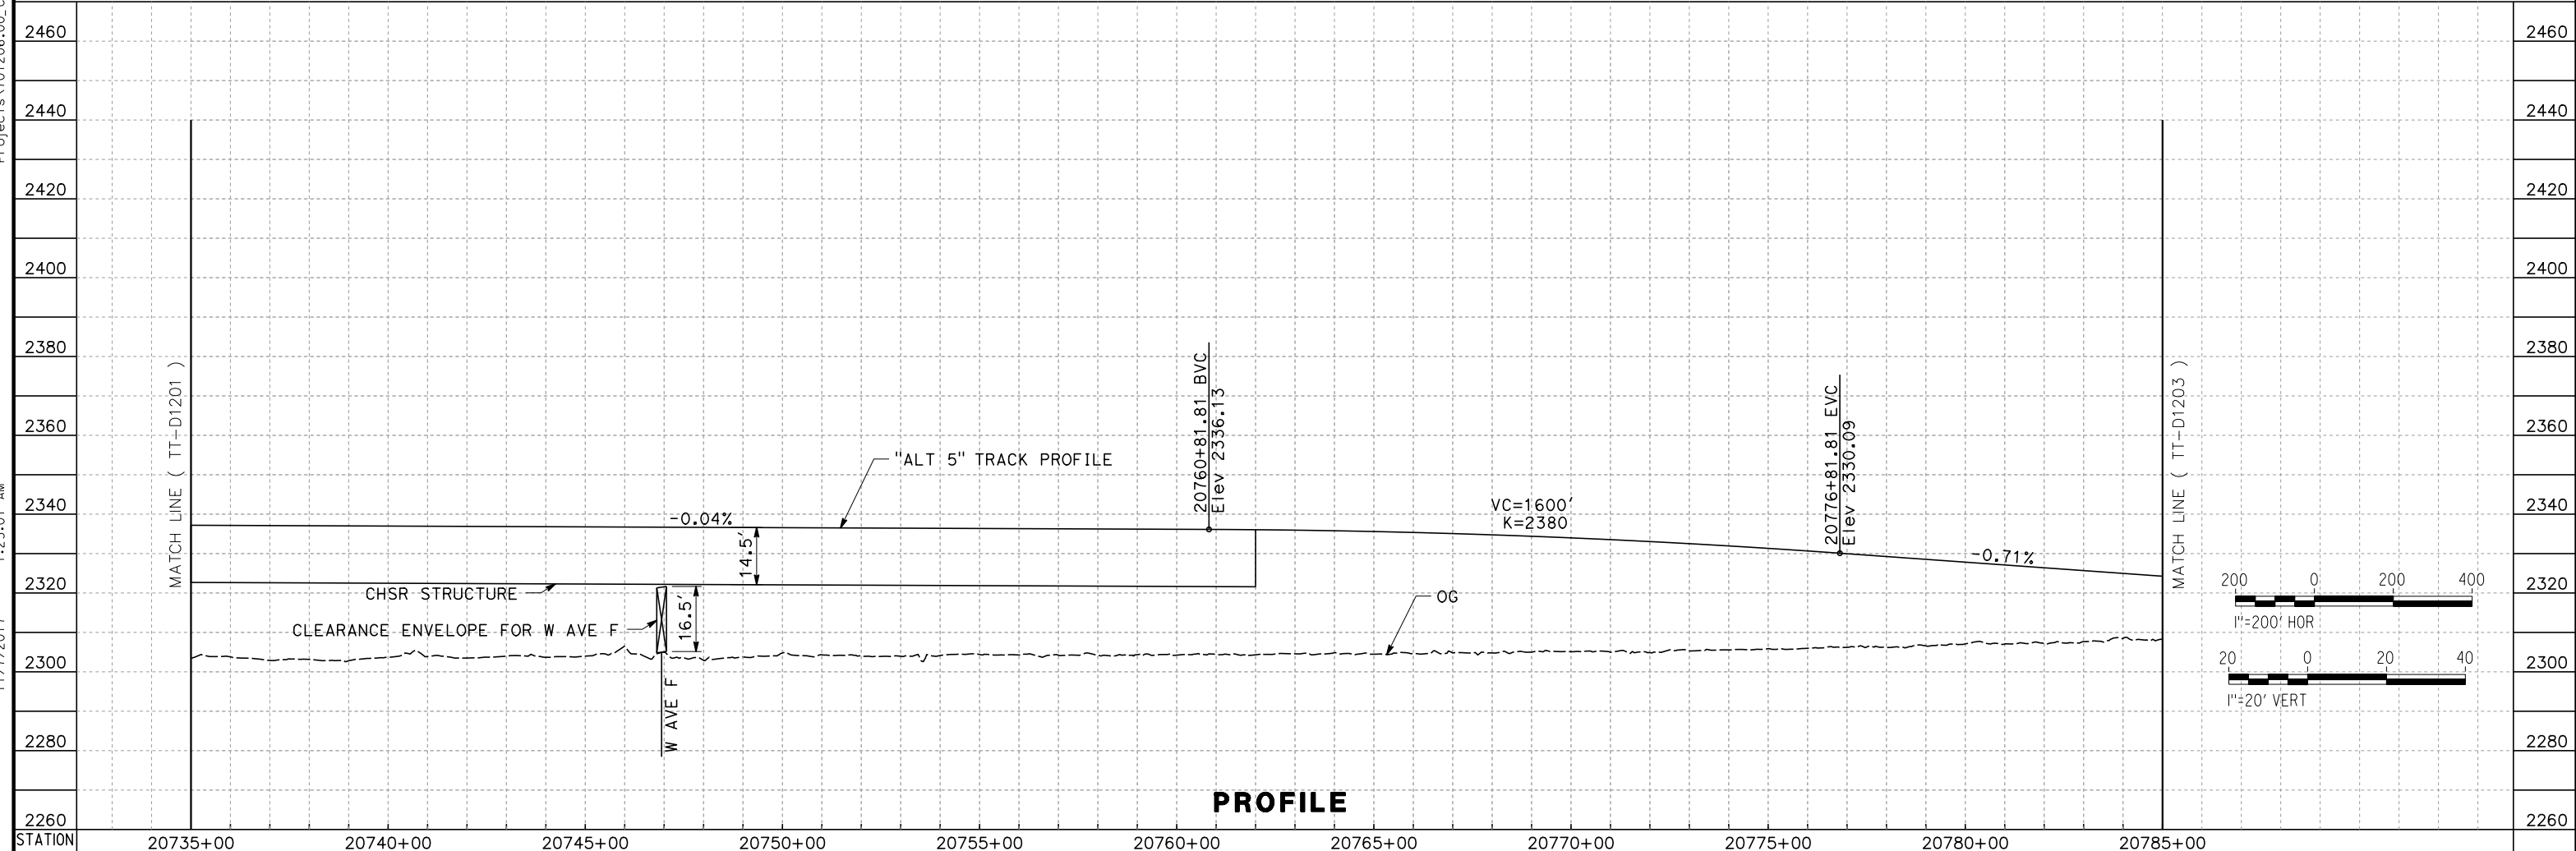 2460 2460
2440 2440
2420 2420
2400 2400
2380 2380
2360 2360
2340 2340
2320 2320
2300 2300
2280 2280
2260 2260
MATCH LINE ( TT-D1201 )
"ALT 5" TRACK PROFILE
-0.04%
14.5'
CHSR STRUCTURE
CLEARANCE ENVELOPE FOR W AVE F
16.5'
W AVE F
20760+81.81 BVC
Elev 2336.13
VC=1600'
K=2380
OG
20776+81.81 EVC
Elev 2330.09
-0.71%
MATCH LINE ( TT-D1203 )
200 0 200 400
1"=200' HOR
20 0 20 40
1"=20' VERT
PROFILE
STATION 20735+00 20740+00 20745+00 20750+00 20755+00 20760+00 20765+00 20770+00 20775+00 20780+00 20785+00